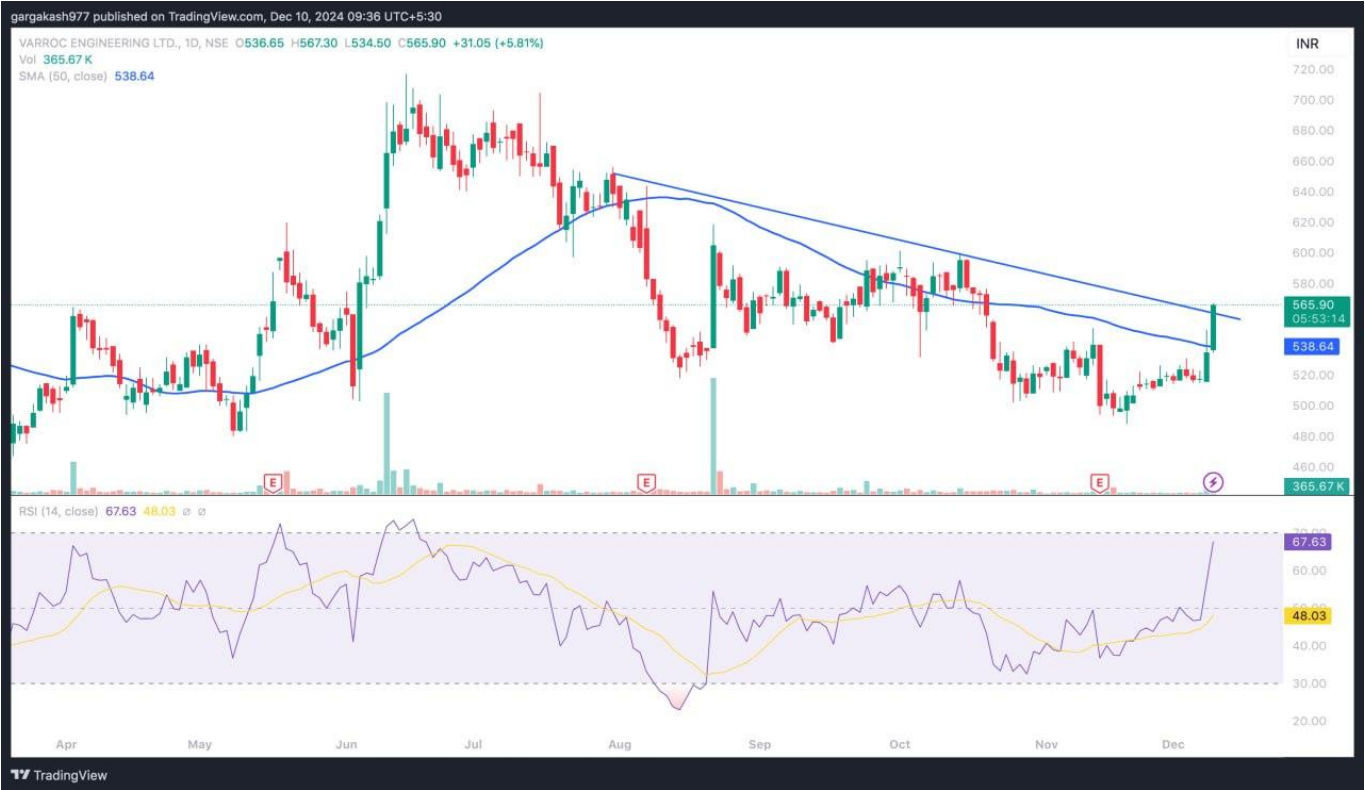 gargakash977 published on TradingView.com, Dec 10, 2024 09:36 UTC+5:30
VARROC ENGINEERING LTD., 1D, NSE O536.65 H567.30 L534.50 C565.90 +31.05 (+5.81%)
INR
Vol 365.67 K
SMA (50, close) 538.64
720.00
700.00
680.00
660.00
640.00
620.00
600.00
580.00
565.90
05:53:14
538.64
520.00
500.00
480.00
460.00
E E E
365.67 K
RSI (14, close) 67.63 48.03 ∅ ∅
70.00
67.63
60.00
50.00
48.03
40.00
30.00
20.00
Apr May Jun Jul Aug Sep Oct Nov Dec
TradingView